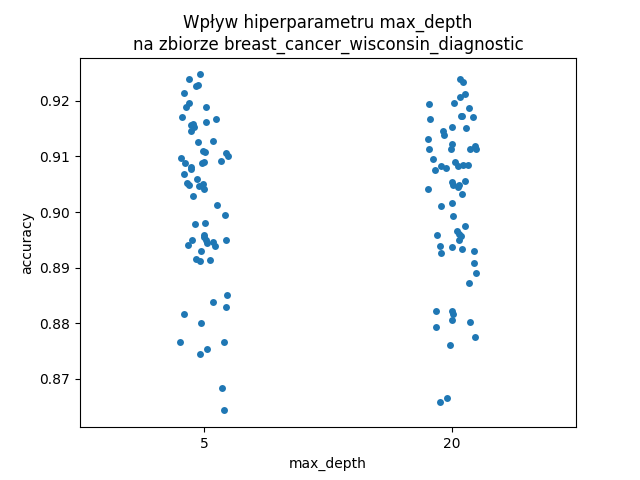 Wpływ hiperparametru max_depth
na zbiorze breast_cancer_wisconsin_diagnostic
0.92
0.91
0.90
0.89
0.88
0.87
accuracy
5
20
max_depth